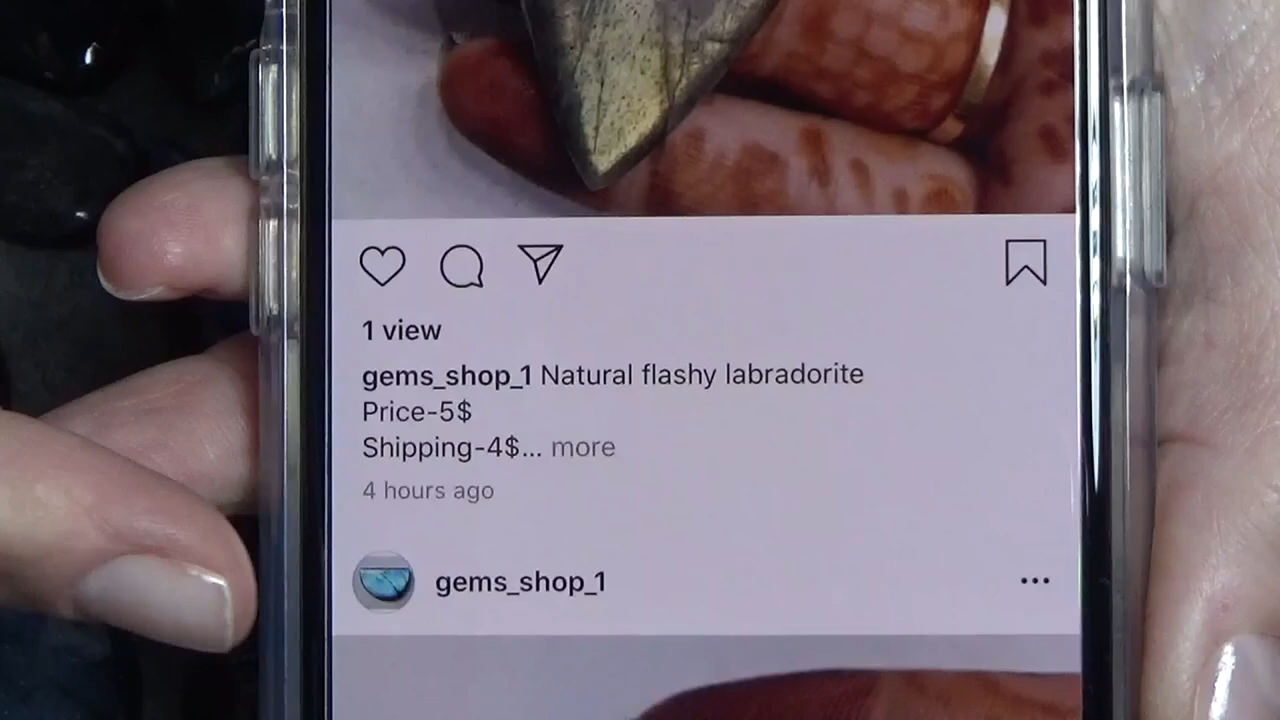 1 view
gems_shop_1 Natural flashy labradorite
Price-5$
Shipping-4$... more
4 hours ago
gems_shop_1